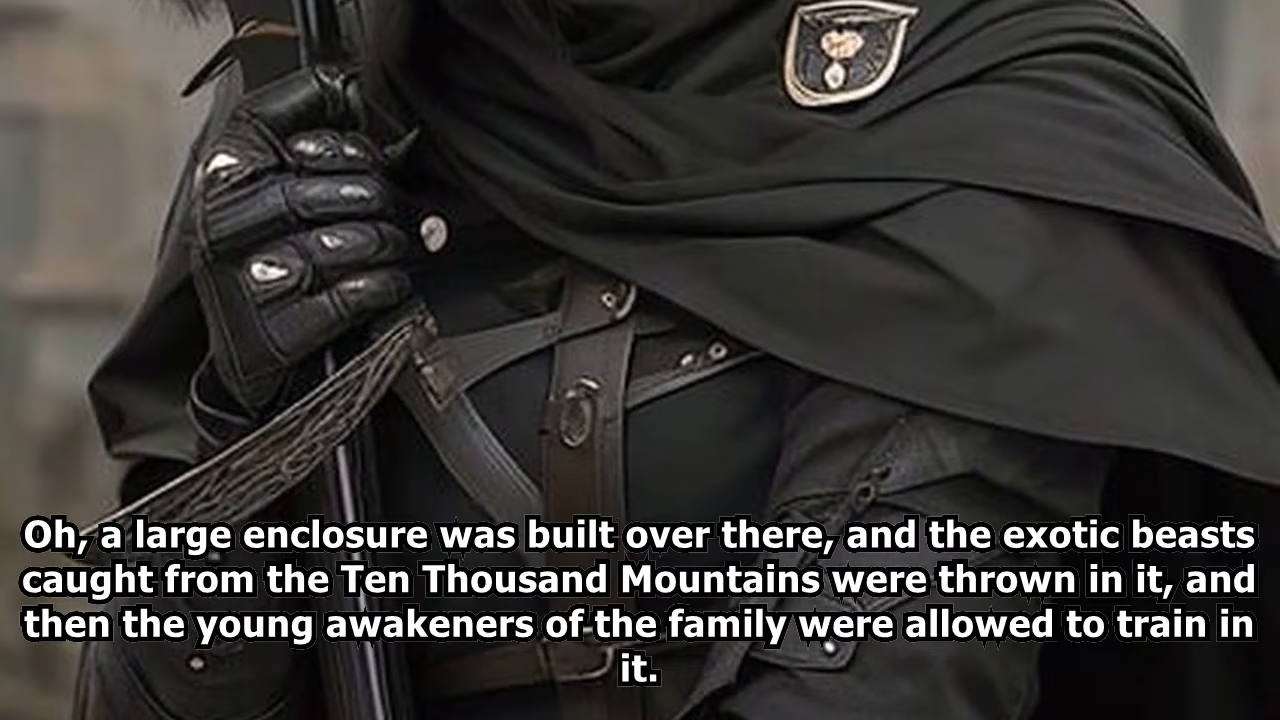 Oh, a large enclosure was built over there, and the exotic beasts
caught from the Ten Thousand Mountains were thrown in it, and
then the young awakeners of the family were allowed to train in
it.